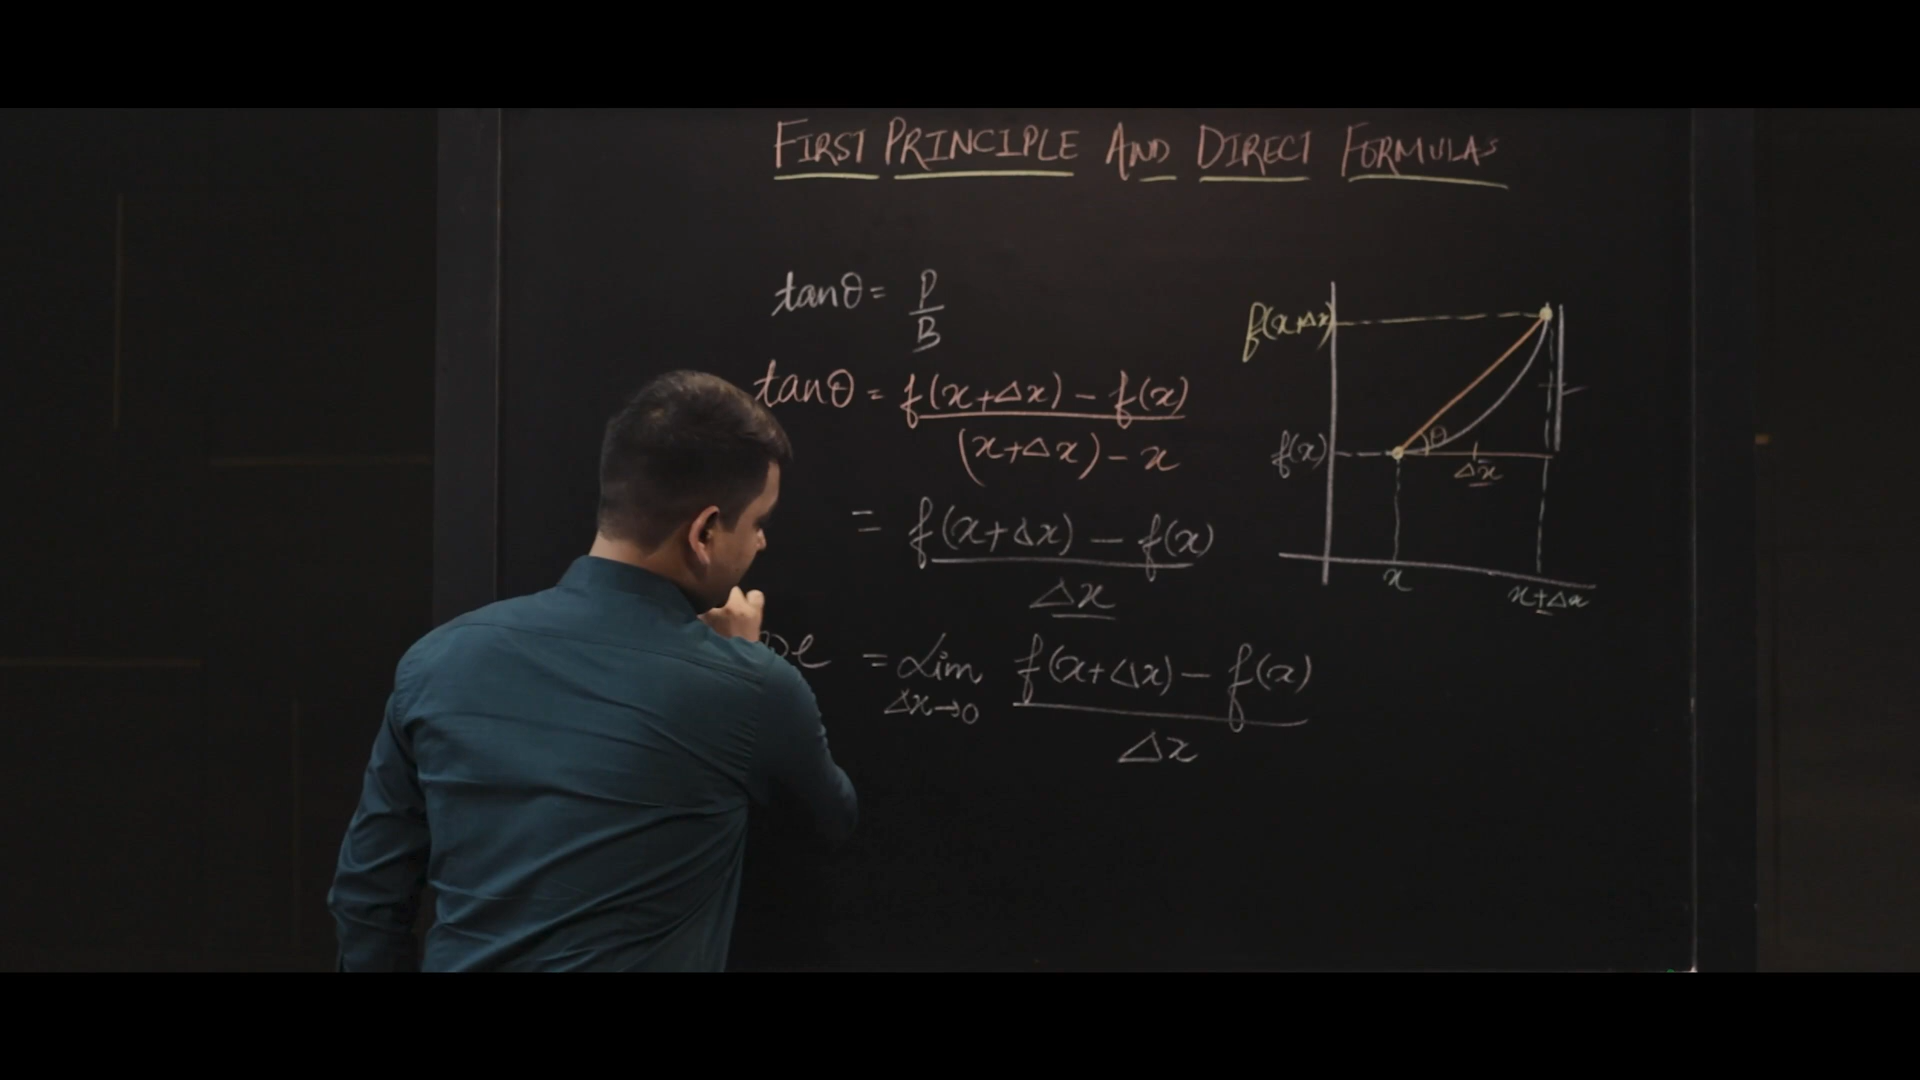 FIRST PRINCIPLE AND DIRECT FORMULAS
tanθ = P/B
tanθ = f(x+Δx) - f(x) / (x+Δx) - x
= f(x+Δx) - f(x) / Δx
= Lim Δx→0 f(x+Δx) - f(x) / Δx
f(x+Δx)
f(x)
θ
Δx
x
x+Δx